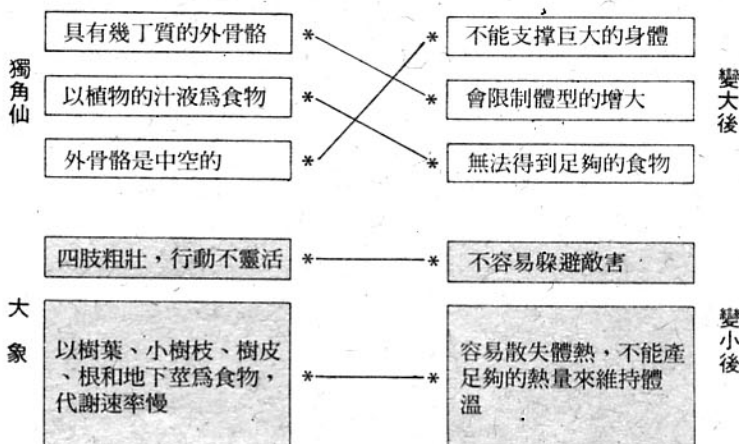 獨角仙
具有幾丁質的外骨骼
以植物的汁液爲食物
外骨骼是中空的
不能支撐巨大的身體
會限制體型的增大
無法得到足夠的食物
變大後
大象
四肢粗壯，行動不靈活
以樹葉、小樹枝、樹皮
、根和地下莖爲食物，
代謝速率慢
不容易躱避敵害
容易散失體熱，不能產
足夠的熱量來維持體
溫
變小後